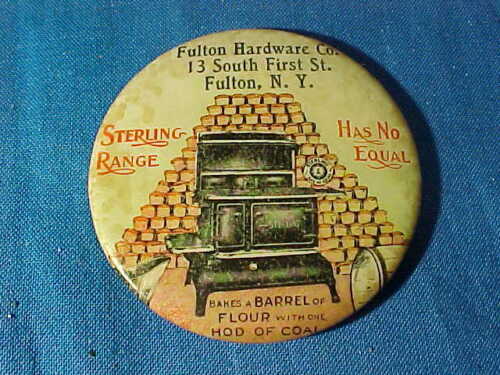 Fulton Hardware Co.
13 South First St.
Fulton, N. Y.
STERLING
RANGE
HAS NO
EQUAL
BAKES A BARREL OF
FLOUR WITH ONE
HOD OF COAL